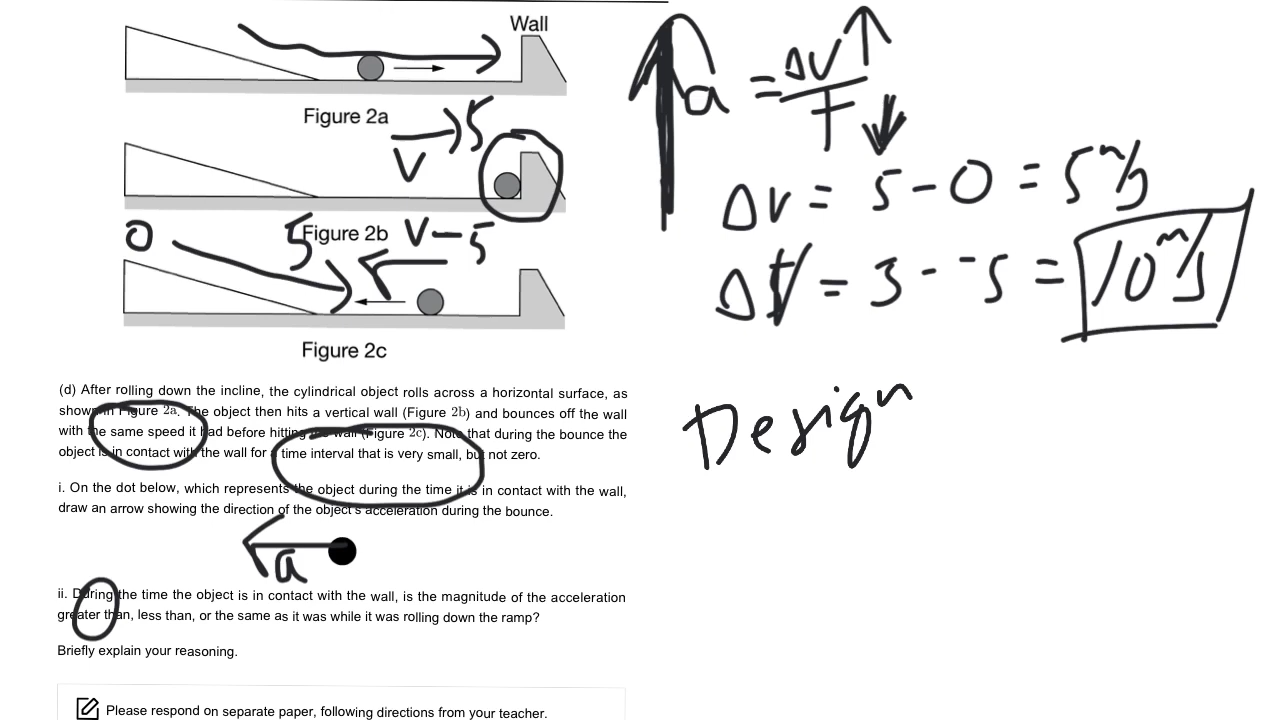 Wall
Figure 2a
V 5
Figure 2b
0 5 V -5
Figure 2c
a = ΔV/T
ΔV = 5 - 0 = 5 m/s
ΔV = 5 - -5 = 10 m/s
Design
(d) After rolling down the incline, the cylindrical object rolls across a horizontal surface, as
shown in Figure 2a. The object then hits a vertical wall (Figure 2b) and bounces off the wall
with the same speed it had before hitting the wall (Figure 2c). Note that during the bounce the
object is in contact with the wall for a time interval that is very small, but not zero.
i. On the dot below, which represents the object during the time it is in contact with the wall,
draw an arrow showing the direction of the object's acceleration during the bounce.
a
ii. During the time the object is in contact with the wall, is the magnitude of the acceleration
greater than, less than, or the same as it was while it was rolling down the ramp?
Briefly explain your reasoning.
Please respond on separate paper, following directions from your teacher.